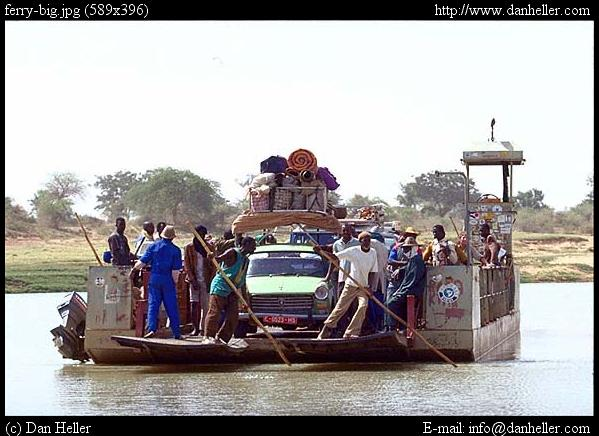 ferry-big.jpg (589x396)
http://www.danheller.com
(c) Dan Heller
E-mail: info@danheller.com